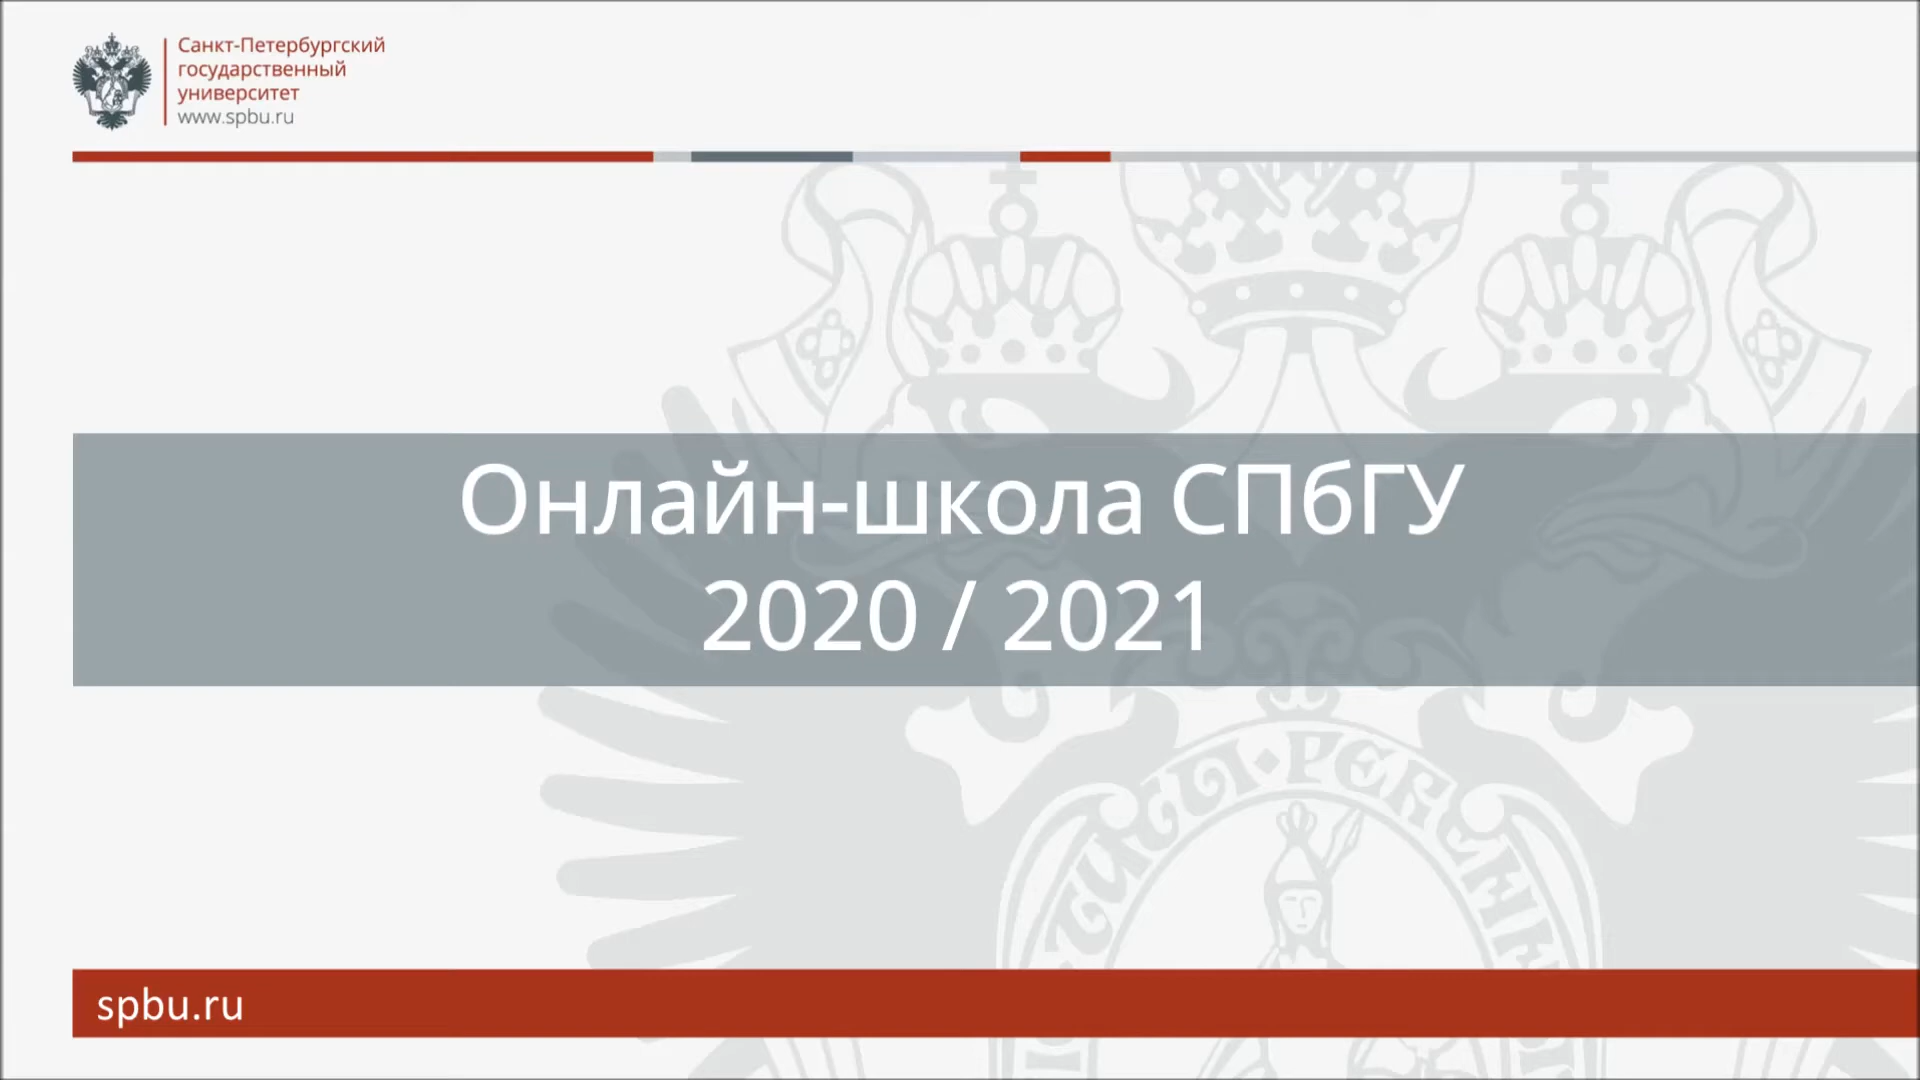 Санкт-Петербургский
государственный
университет
www.spbu.ru
Онлайн-школа СПбГУ
2020 / 2021
spbu.ru